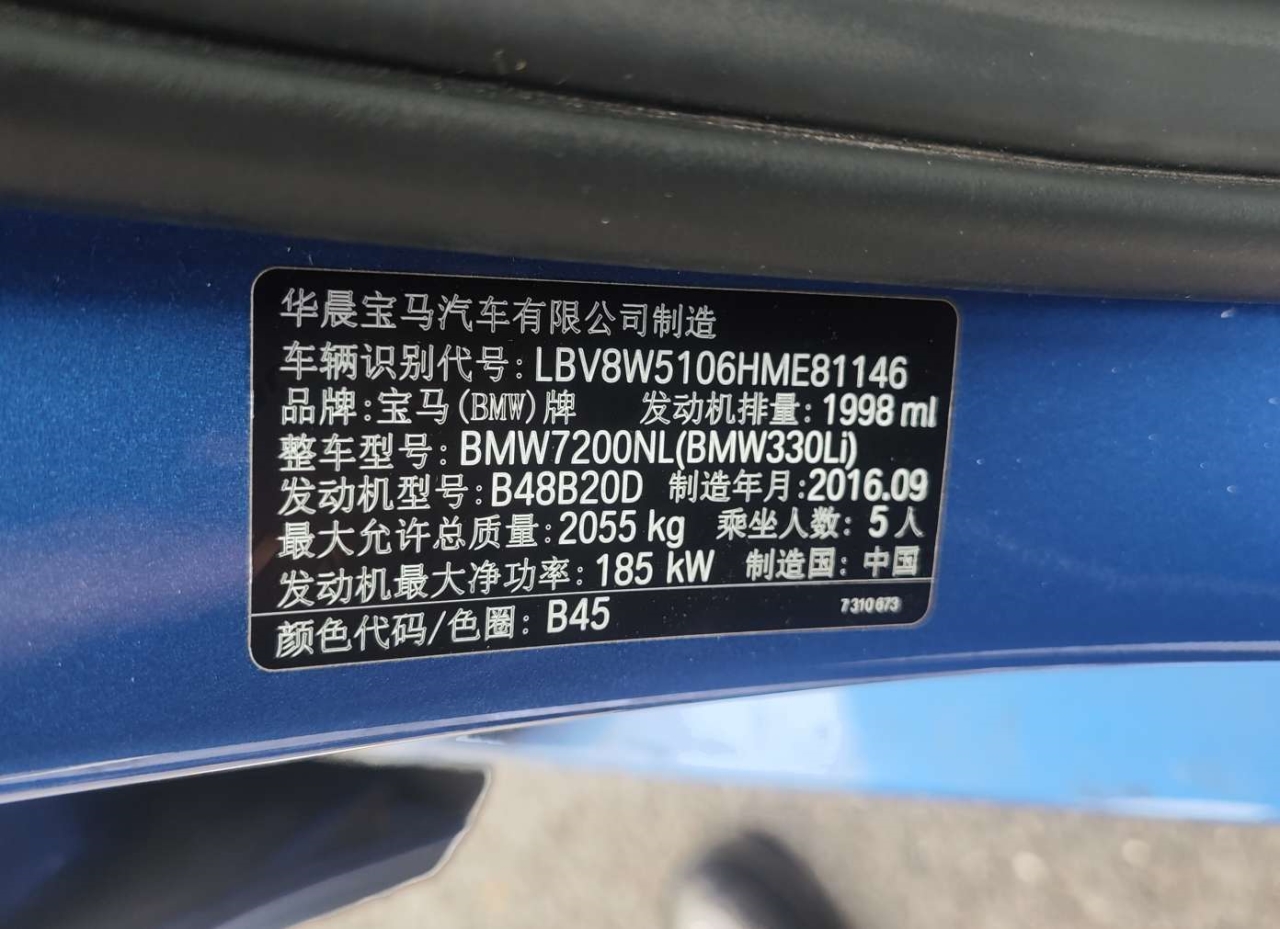 华晨宝马汽车有限公司制造
车辆识别代号: LBV8W5106HME81146
品牌:宝马(BMW)牌 发动机排量: 1998 ml
整车型号: BMW7200NL(BMW330Li)
发动机型号: B48B20D 制造年月:2016.09
最大允许总质量: 2055 kg 乘坐人数: 5人
发动机最大净功率: 185 kW 制造国: 中国
颜色代码/色圈: B45 7310673